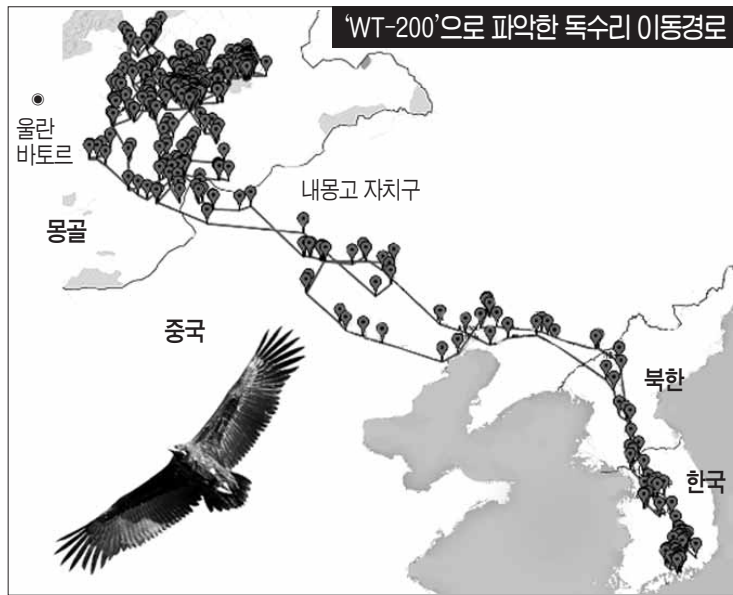 'WT-200'으로 파악한 독수리 이동경로
울란
바토르
내몽고 자치구
몽골
중국
북한
한국